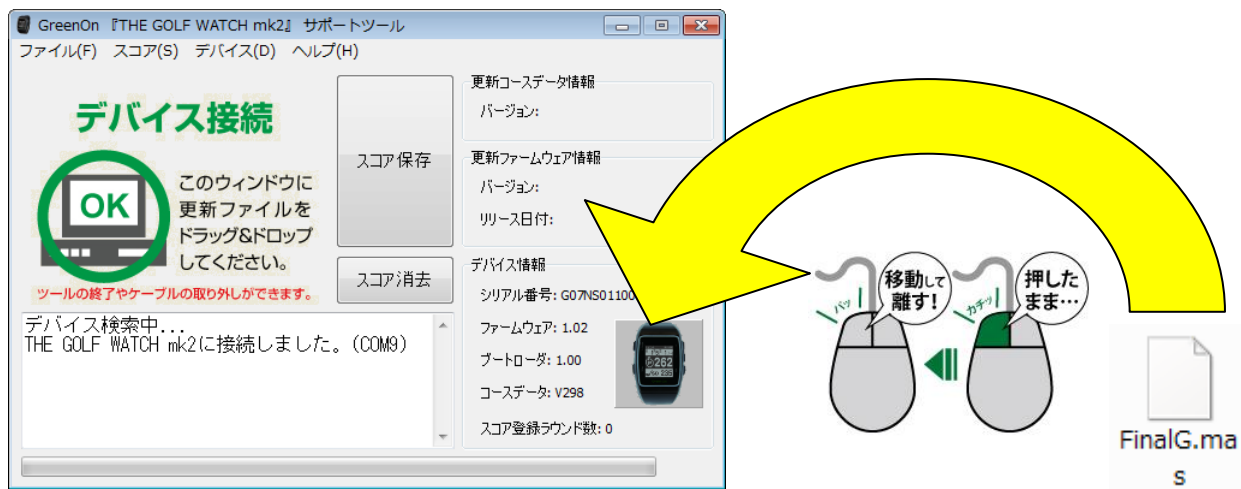 GreenOn 『THE GOLF WATCH mk2』 サポートツール
ファイル(F) スコア(S) デバイス(D) ヘルプ(H)
デバイス接続
OK
このウィンドウに
更新ファイルを
ドラッグ&ドロップ
してください。
ツールの終了やケーブルの取り外しができます。
スコア保存
スコア消去
更新コースデータ情報
バージョン:
更新ファームウェア情報
バージョン:
リリース日付:
デバイス情報
シリアル番号: G07NS01100
ファームウェア: 1.02
ブートローダ: 1.00
コースデータ: V298
スコア登録ラウンド数: 0
デバイス検索中...
THE GOLF WATCH mk2に接続しました。(COM9)
パッ
移動して
離す!
カチッ
押した
まま…
FinalG.ma
s